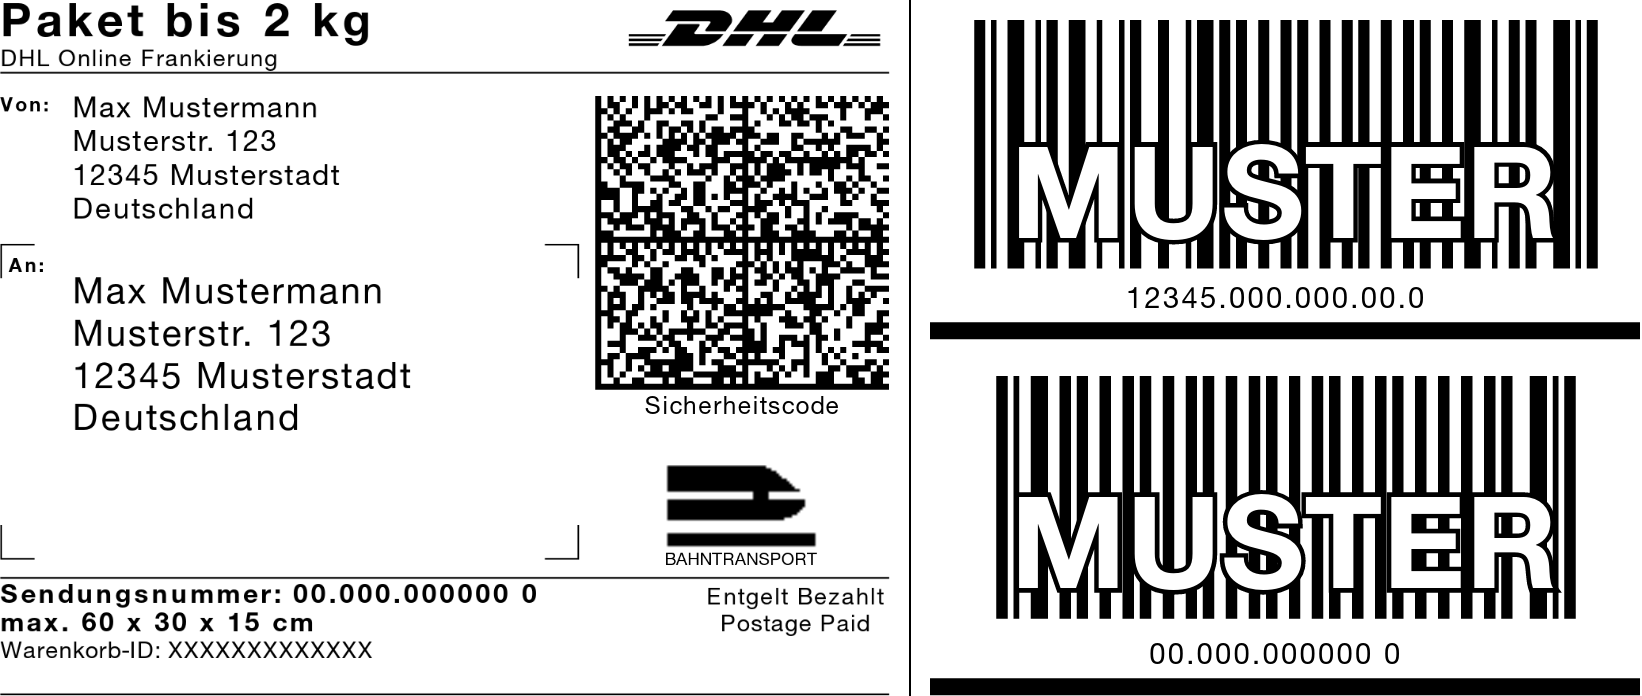 Paket bis 2 kg
DHL
DHL Online Frankierung
Von: Max Mustermann
Musterstr. 123
12345 Musterstadt
Deutschland
An:
Max Mustermann
Musterstr. 123
12345 Musterstadt
Deutschland
Sicherheitscode
BAHNTRANSPORT
Sendungsnummer: 00.000.000000 0
max. 60 x 30 x 15 cm
Warenkorb-ID: XXXXXXXXXXXXX
Entgelt Bezahlt
Postage Paid
MUSTER
12345.000.000.00.0
MUSTER
00.000.000000 0